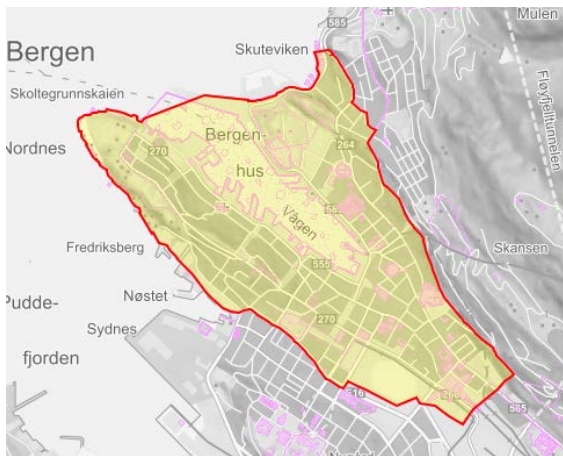 585
Mulen
Bergen
Skuteviken
Fløyfjelltunnelen
Skoltegrunnskaien
Bergen-
264
Nordnes
270
hus
Vågen
Skansen
Fredriksberg
555
Nøstet
Pudde-
270
Sydnes
fjorden